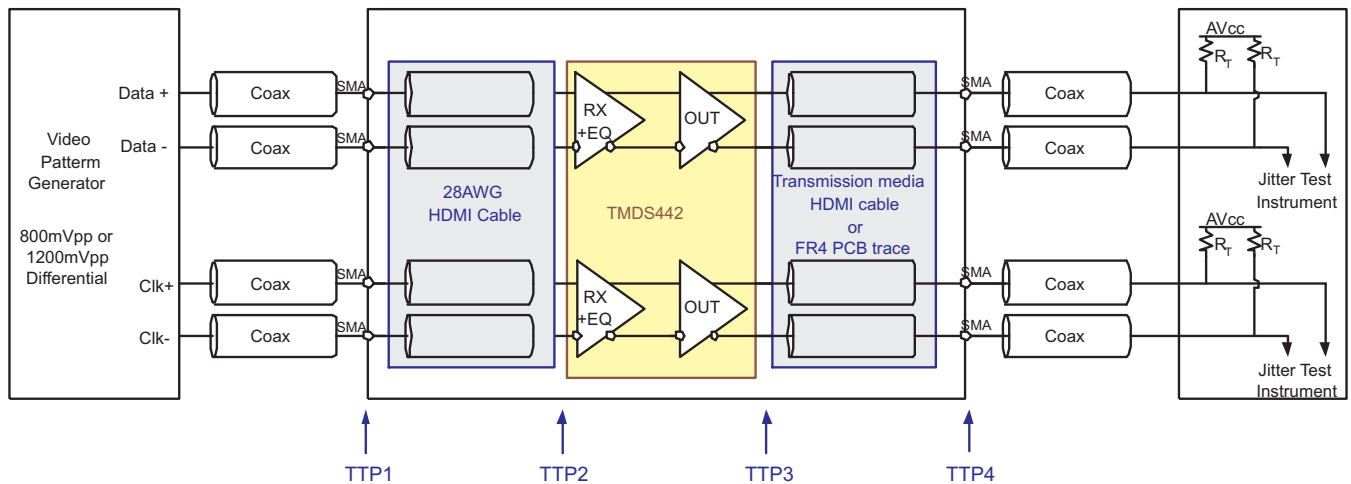 Video
Patterm
Generator
800mVpp or
1200mVpp
Differential
Data +
Data -
Clk+
Clk-
Coax
Coax
Coax
Coax
SMA
SMA
SMA
SMA
28AWG
HDMI Cable
RX
+EQ
OUT
TMDS442
RX
+EQ
OUT
Transmission media
HDMI cable
or
FR4 PCB trace
SMA
SMA
SMA
SMA
Coax
Coax
Coax
Coax
AVcc
RT
RT
Jitter Test
Instrument
AVcc
RT
RT
Jitter Test
Instrument
TTP1
TTP2
TTP3
TTP4